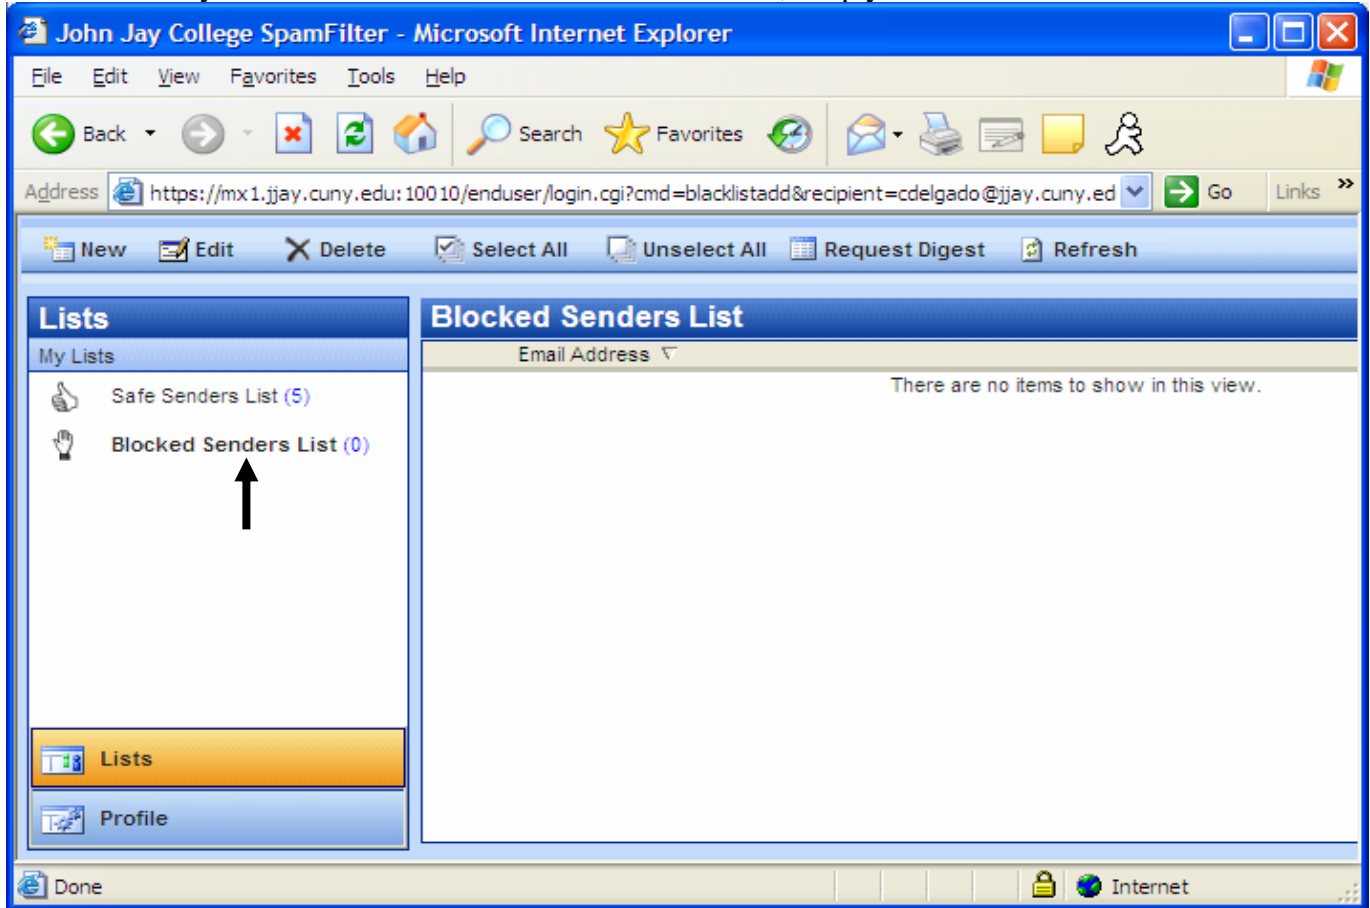 John Jay College SpamFilter - Microsoft Internet Explorer
File Edit View Favorites Tools Help
Back Search Favorites
Address https://mx1.jjay.cuny.edu:10010/enduser/login.cgi?cmd=blacklistadd&recipient=cdelgado@jjay.cuny.ed Go Links »
New Edit Delete Select All Unselect All Request Digest Refresh
Lists Blocked Senders List
My Lists Email Address
There are no items to show in this view.
Safe Senders List (5)
Blocked Senders List (0)
Lists
Profile
Done Internet